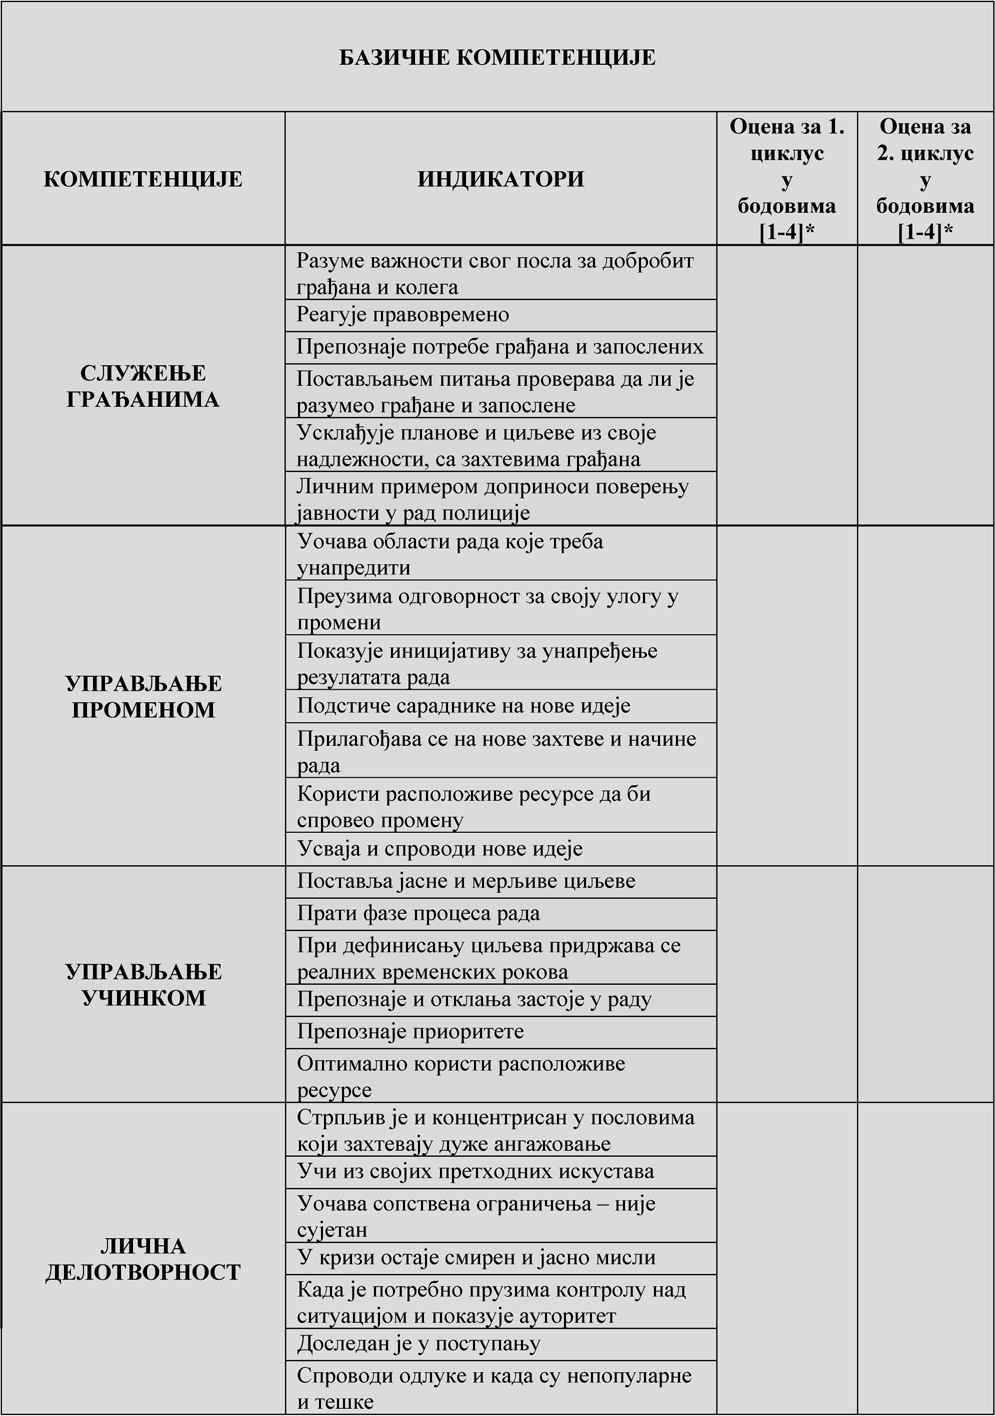 БАЗИЧНЕ КОМПЕТЕНЦИЈЕ
КОМПЕТЕНЦИЈЕ
ИНДИКАТОРИ
Оцена за 1.
циклус
у
бодовима
[1-4]*
Оцена за
2. циклус
у
бодовима
[1-4]*
СЛУЖЕЊЕ
ГРАЂАНИМА
Разуме важности свог посла за добробит
грађана и колега
Реагује правовремено
Препознаје потребе грађана и запослених
Постављањем питања проверава да ли је
разумео грађане и запослене
Усклађује планове и циљеве из своје
надлежности, са захтевима грађана
Личним примером доприноси поверењу
јавности у рад полиције
УПРАВЉАЊЕ
ПРОМЕНОМ
Уочава области рада које треба
унапредити
Преузима одговорност за своју улогу у
промени
Показује иницијативу за унапређење
резулатата рада
Подстиче сараднике на нове идеје
Прилагођава се на нове захтеве и начине
рада
Користи расположиве ресурсе да би
спровео промену
Усваја и спроводи нове идеје
УПРАВЉАЊЕ
УЧИНКОМ
Поставља јасне и мерљиве циљеве
Прати фазе процеса рада
При дефинисању циљева придржава се
реалних временских рокова
Препознаје и отклања застоје у раду
Препознаје приоритете
Оптимално користи расположиве
ресурсе
ЛИЧНА
ДЕЛОТВОРНОСТ
Стрпљив је и концентрисан у пословима
који захтевају дуже ангажовање
Учи из својих претходних искустава
Уочава сопствена ограничења – није
сујетан
У кризи остаје смирен и јасно мисли
Када је потребно прузима контролу над
ситуацијом и показује ауторитет
Доследан је у поступању
Спроводи одлуке и када су непопуларне
и тешке